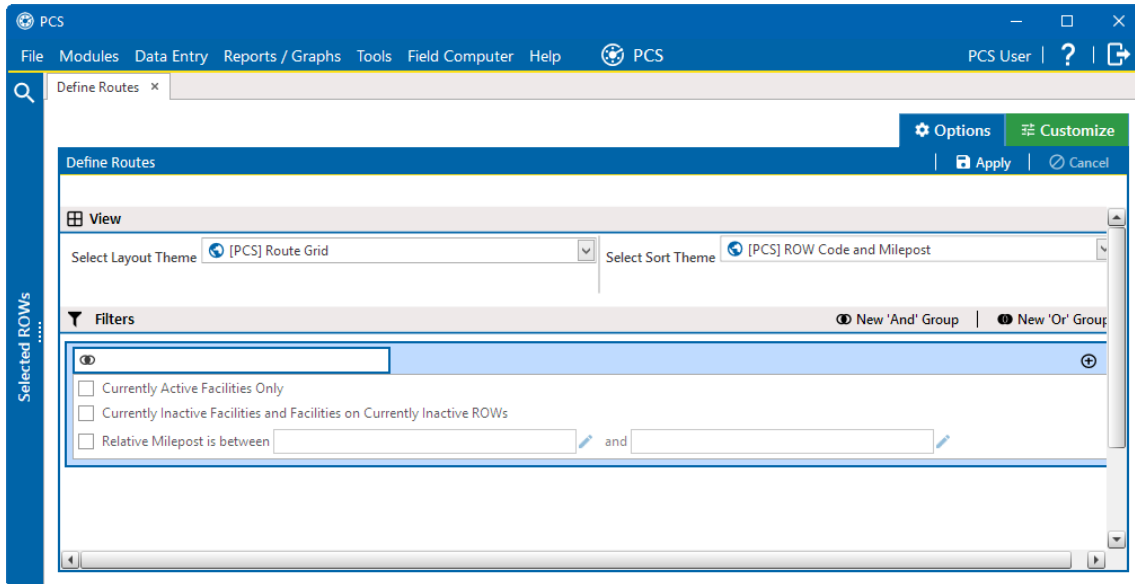 PCS
File Modules Data Entry Reports / Graphs Tools Field Computer Help PCS PCS User | ? |
Define Routes ×
Options Customize
Define Routes | Apply | Cancel
View
Select Layout Theme [PCS] Route Grid Select Sort Theme [PCS] ROW Code and Milepost
Filters New 'And' Group | New 'Or' Group
Currently Active Facilities Only
Currently Inactive Facilities and Facilities on Currently Inactive ROWs
Relative Milepost is between and
Selected ROWs